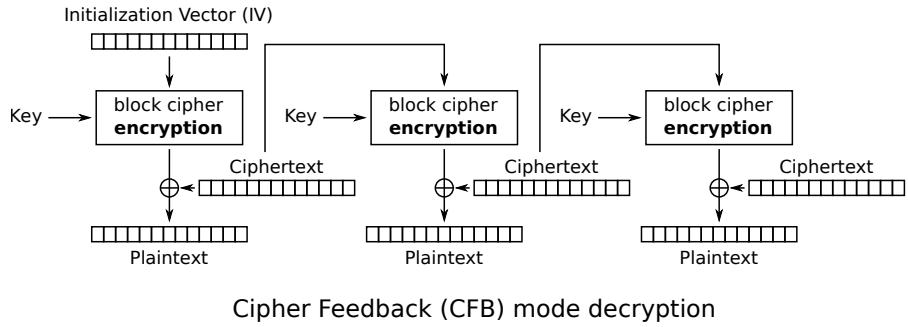 Initialization Vector (IV)
Key
block cipher
encryption
Ciphertext
Plaintext
Key
block cipher
encryption
Ciphertext
Plaintext
Key
block cipher
encryption
Ciphertext
Plaintext
Cipher Feedback (CFB) mode decryption